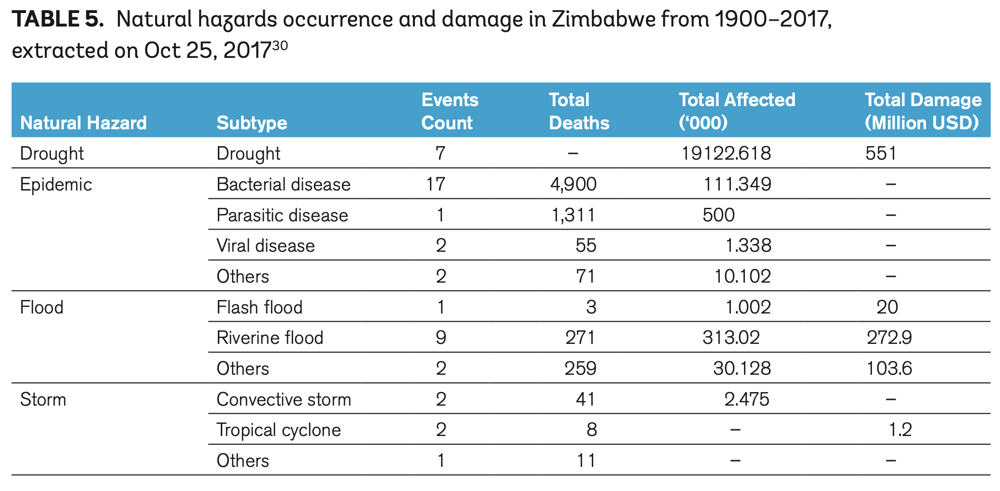 TABLE 5. Natural hazards occurrence and damage in Zimbabwe from 1900–2017,
extracted on Oct 25, 2017³⁰
Natural Hazard Subtype Events Count Total Deaths Total Affected (‘000) Total Damage (Million USD)
Drought Drought 7 – 19122.618 551
Epidemic Bacterial disease 17 4,900 111.349 –
Parasitic disease 1 1,311 500 –
Viral disease 2 55 1.338 –
Others 2 71 10.102 –
Flood Flash flood 1 3 1.002 20
Riverine flood 9 271 313.02 272.9
Others 2 259 30.128 103.6
Storm Convective storm 2 41 2.475 –
Tropical cyclone 2 8 – 1.2
Others 1 11 – –